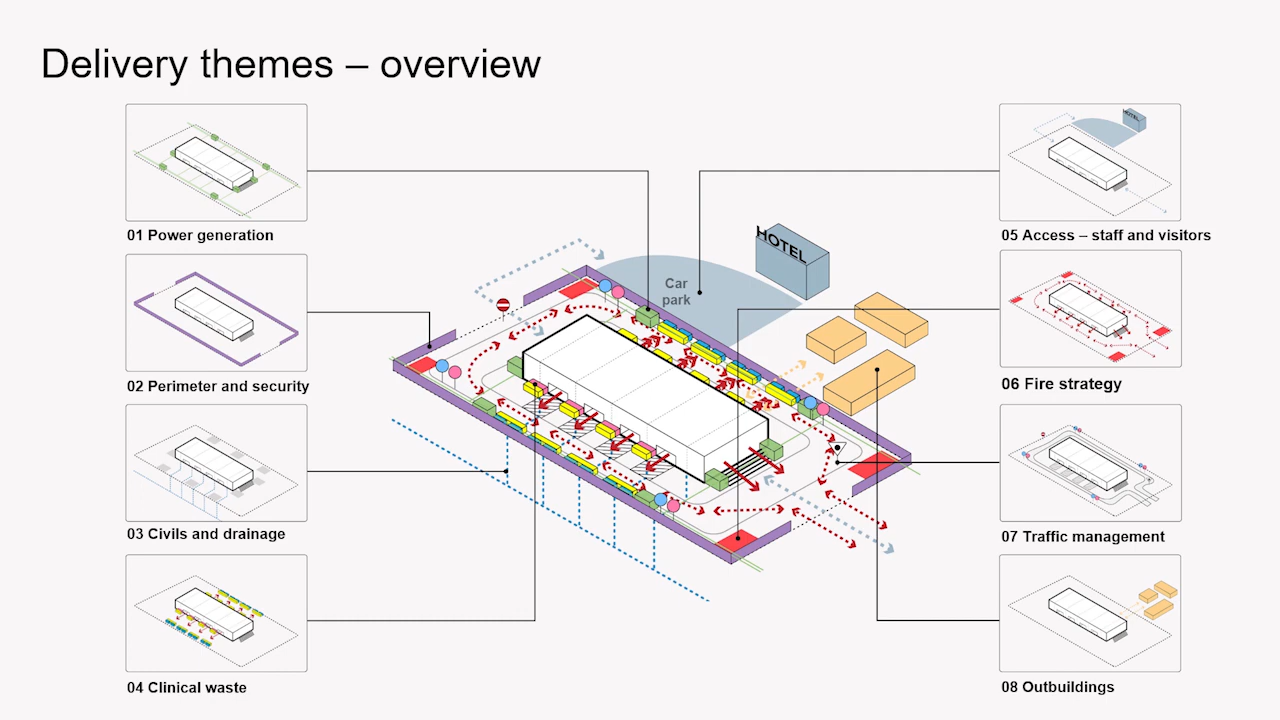 Delivery themes – overview
01 Power generation
02 Perimeter and security
03 Civils and drainage
04 Clinical waste
Car
park
HOTEL
HOTEL
05 Access – staff and visitors
06 Fire strategy
07 Traffic management
08 Outbuildings